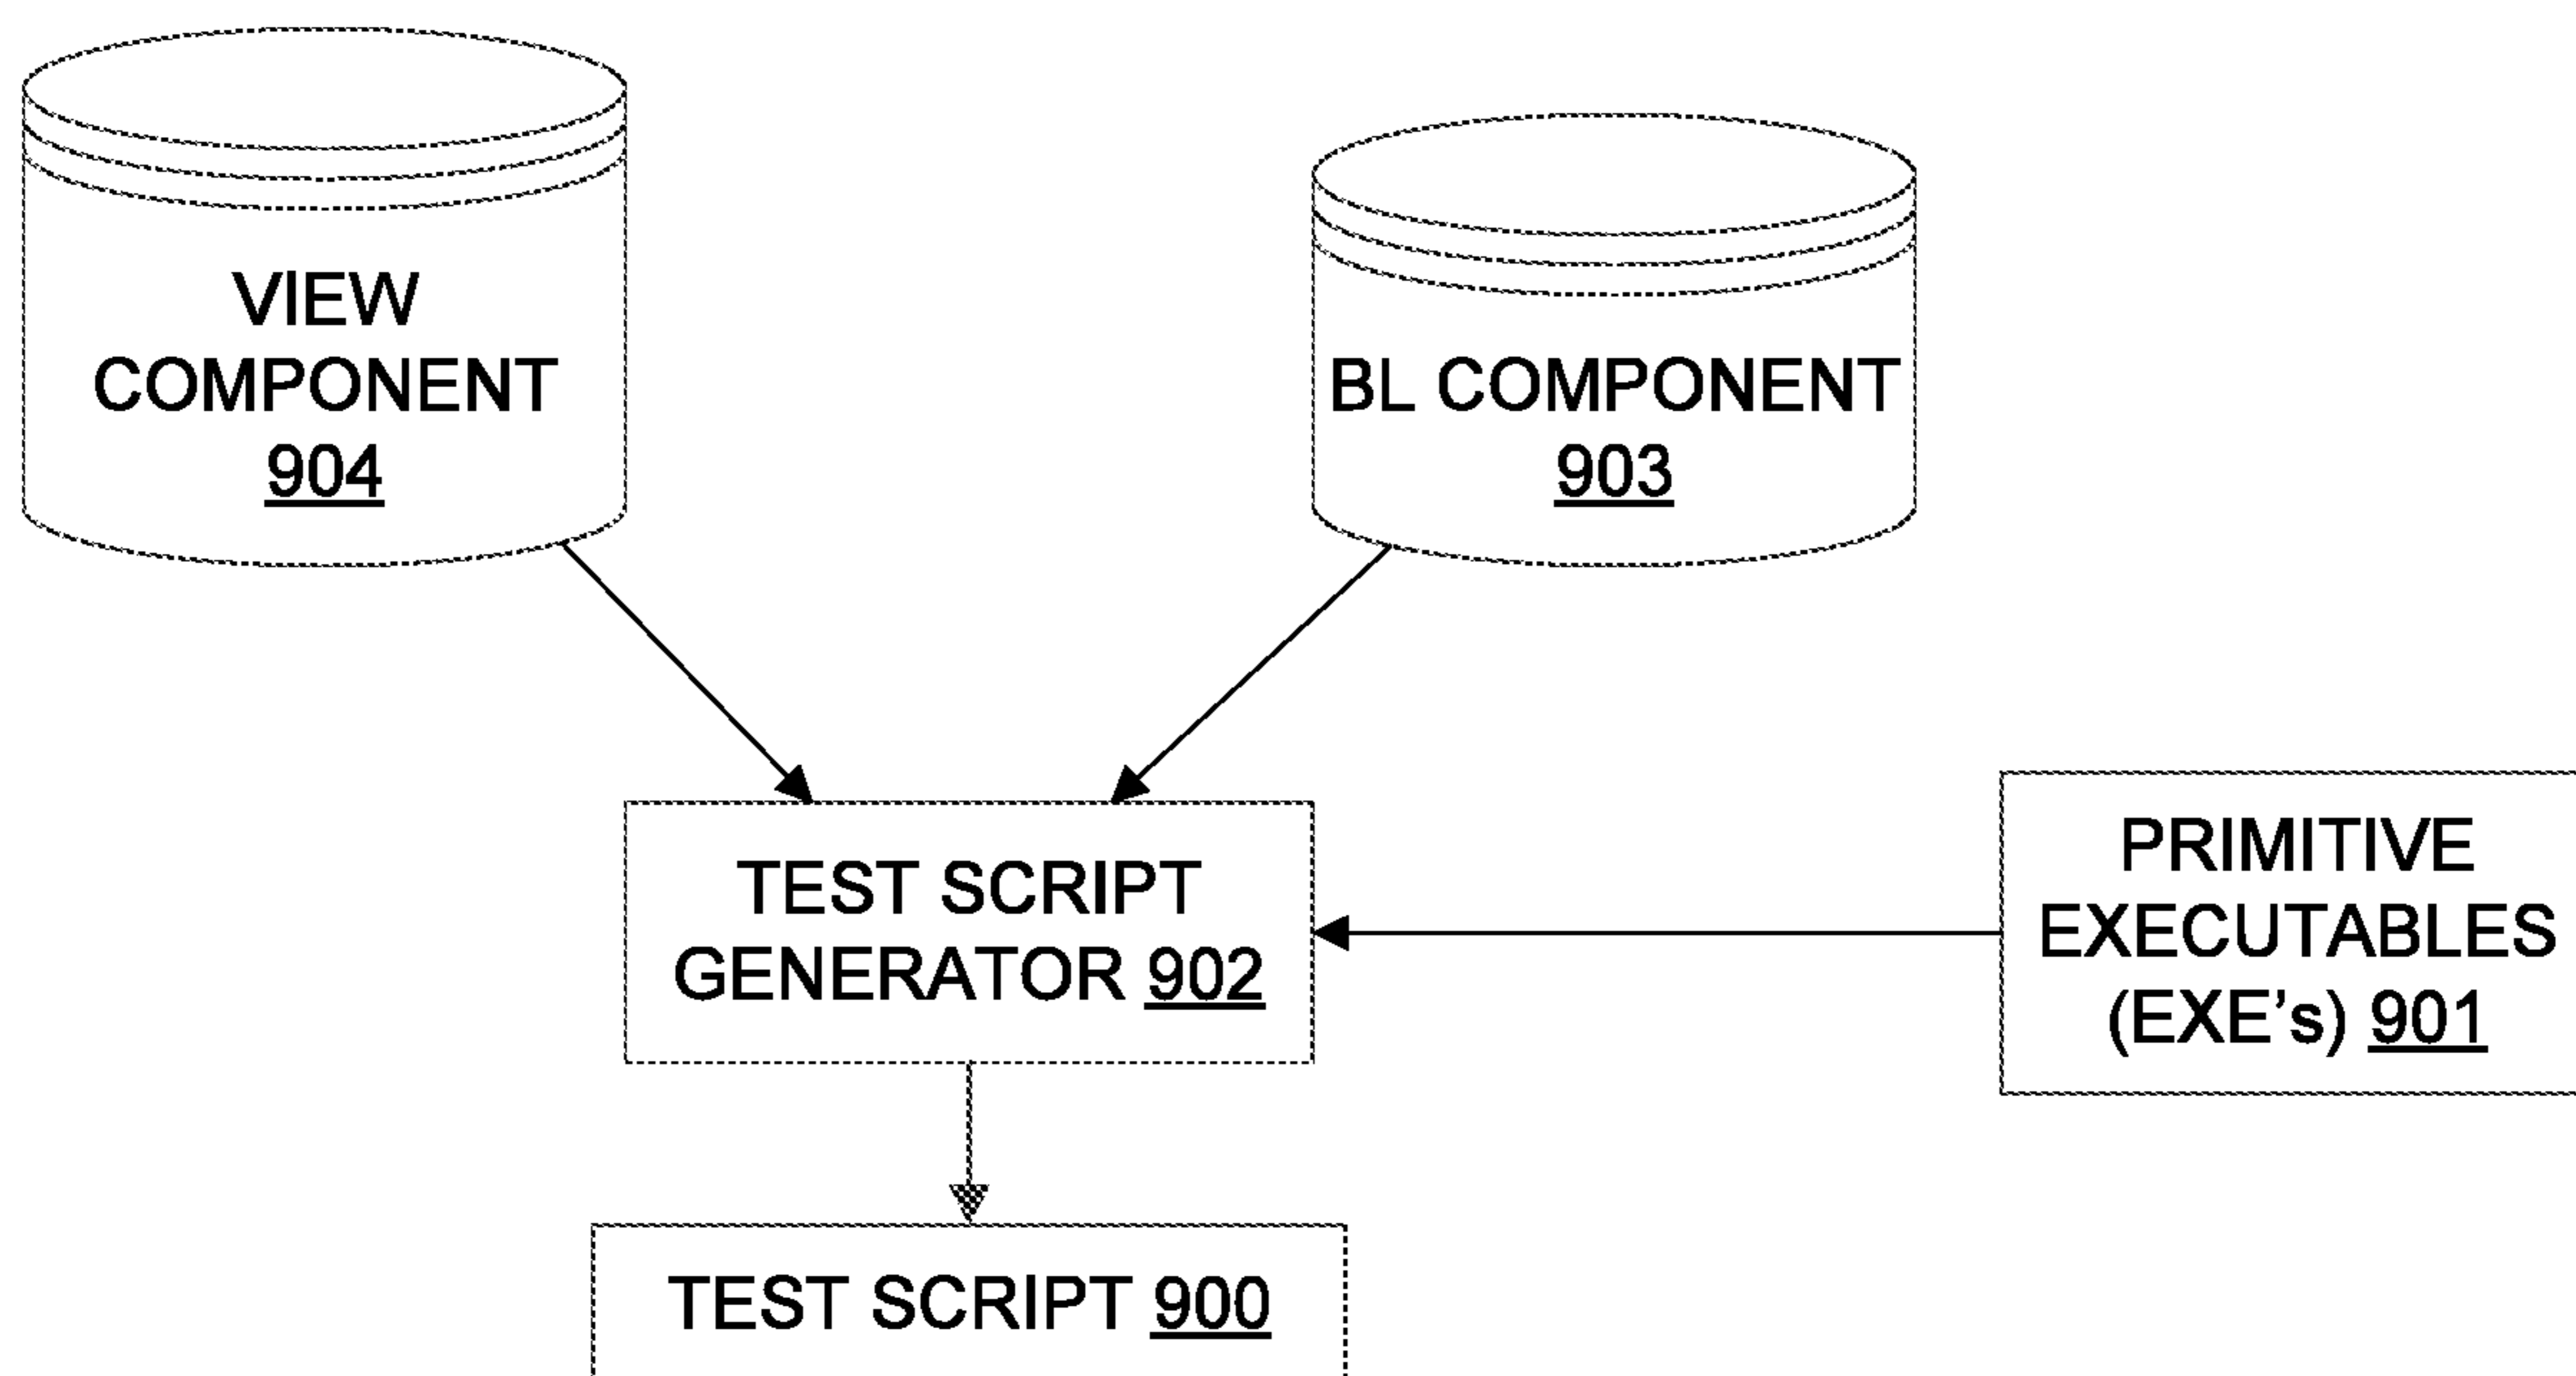 VIEW
COMPONENT
904
BL COMPONENT
903
TEST SCRIPT
GENERATOR 902
PRIMITIVE
EXECUTABLES
(EXE’s) 901
TEST SCRIPT 900